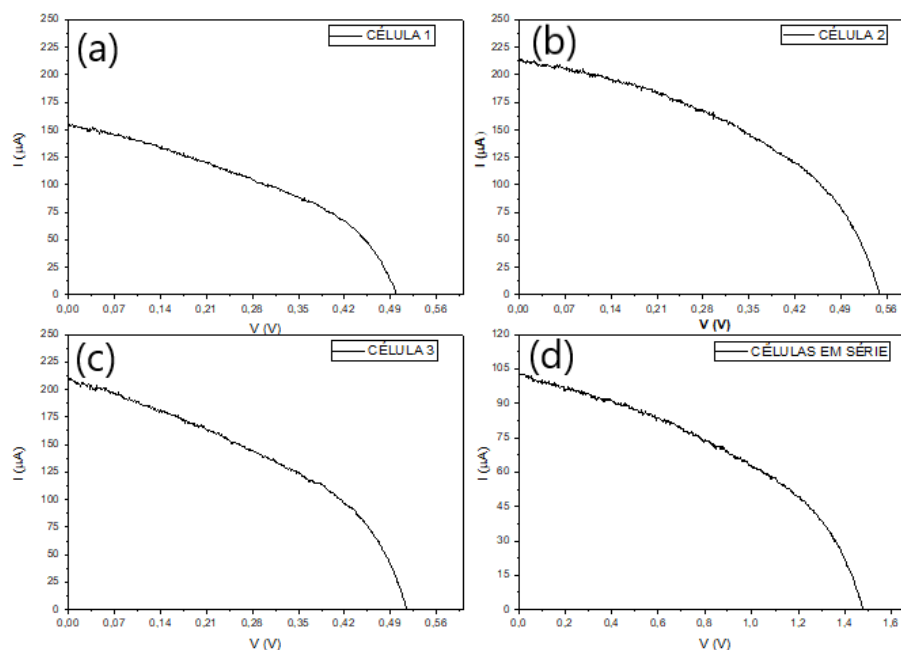 (a)
CÉLULA 1
250
225
200
175
150
125
100
75
50
25
0
I (µA)
0,00 0,07 0,14 0,21 0,28 0,35 0,42 0,49 0,56
V (V)
(b)
CÉLULA 2
250
225
200
175
150
125
100
75
50
25
0
I (µA)
0,00 0,07 0,14 0,21 0,28 0,35 0,42 0,49 0,56
V (V)
(c)
CÉLULA 3
250
225
200
175
150
125
100
75
50
25
0
I (µA)
0,00 0,07 0,14 0,21 0,28 0,35 0,42 0,49 0,56
V (V)
(d)
CÉLULAS EM SÉRIE
120
105
90
75
60
45
30
15
0
I (µA)
0,0 0,2 0,4 0,6 0,8 1,0 1,2 1,4 1,6
V (V)